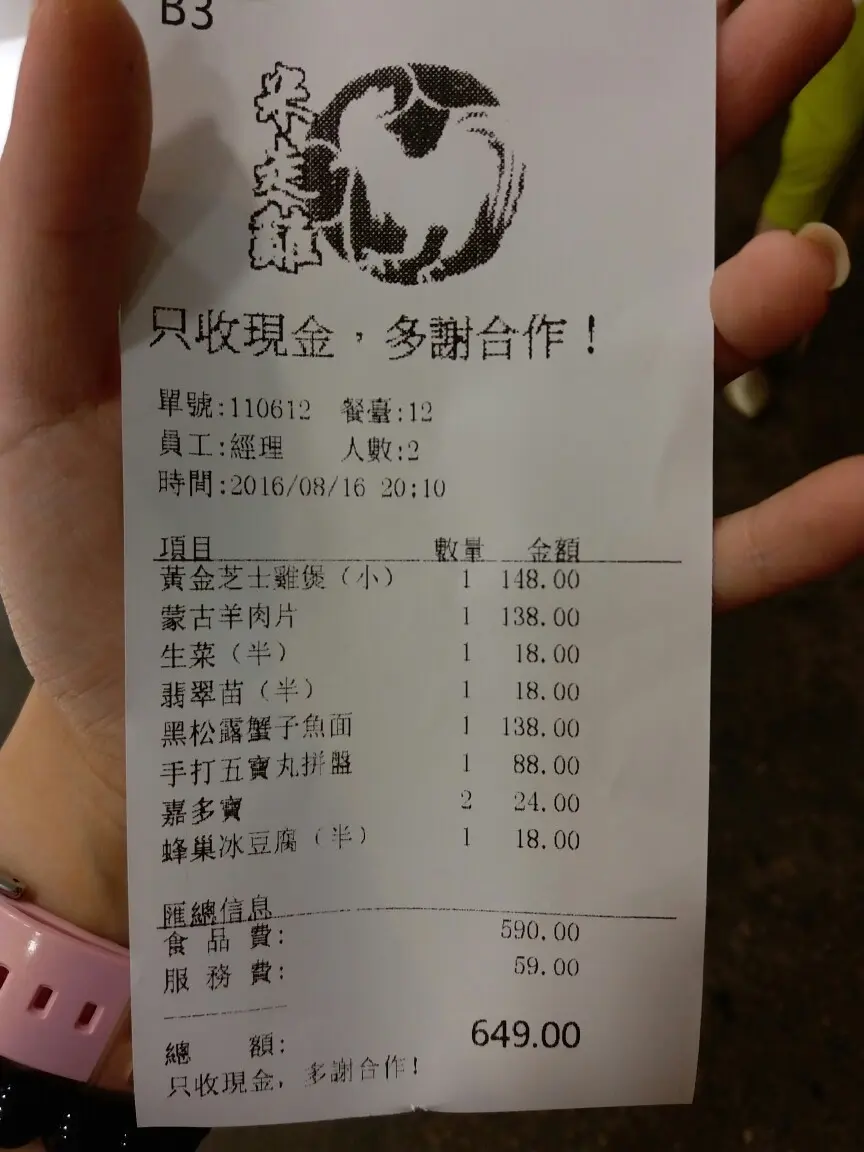 B3
只收現金，多謝合作！
單號:110612 餐臺:12
員工:經理 人數:2
時間:2016/08/16 20:10
項目 數量 金額
黃金芝士雞煲（小） 1 148.00
蒙古羊肉片 1 138.00
生菜（半） 1 18.00
翡翠苗（半） 1 18.00
黑松露蟹子魚面 1 138.00
手打五寶丸拼盤 1 88.00
嘉多寶 2 24.00
蜂巢冰豆腐（半） 1 18.00
匯總信息
食 品 費: 590.00
服 務 費: 59.00
總 額: 649.00
只收現金, 多謝合作!